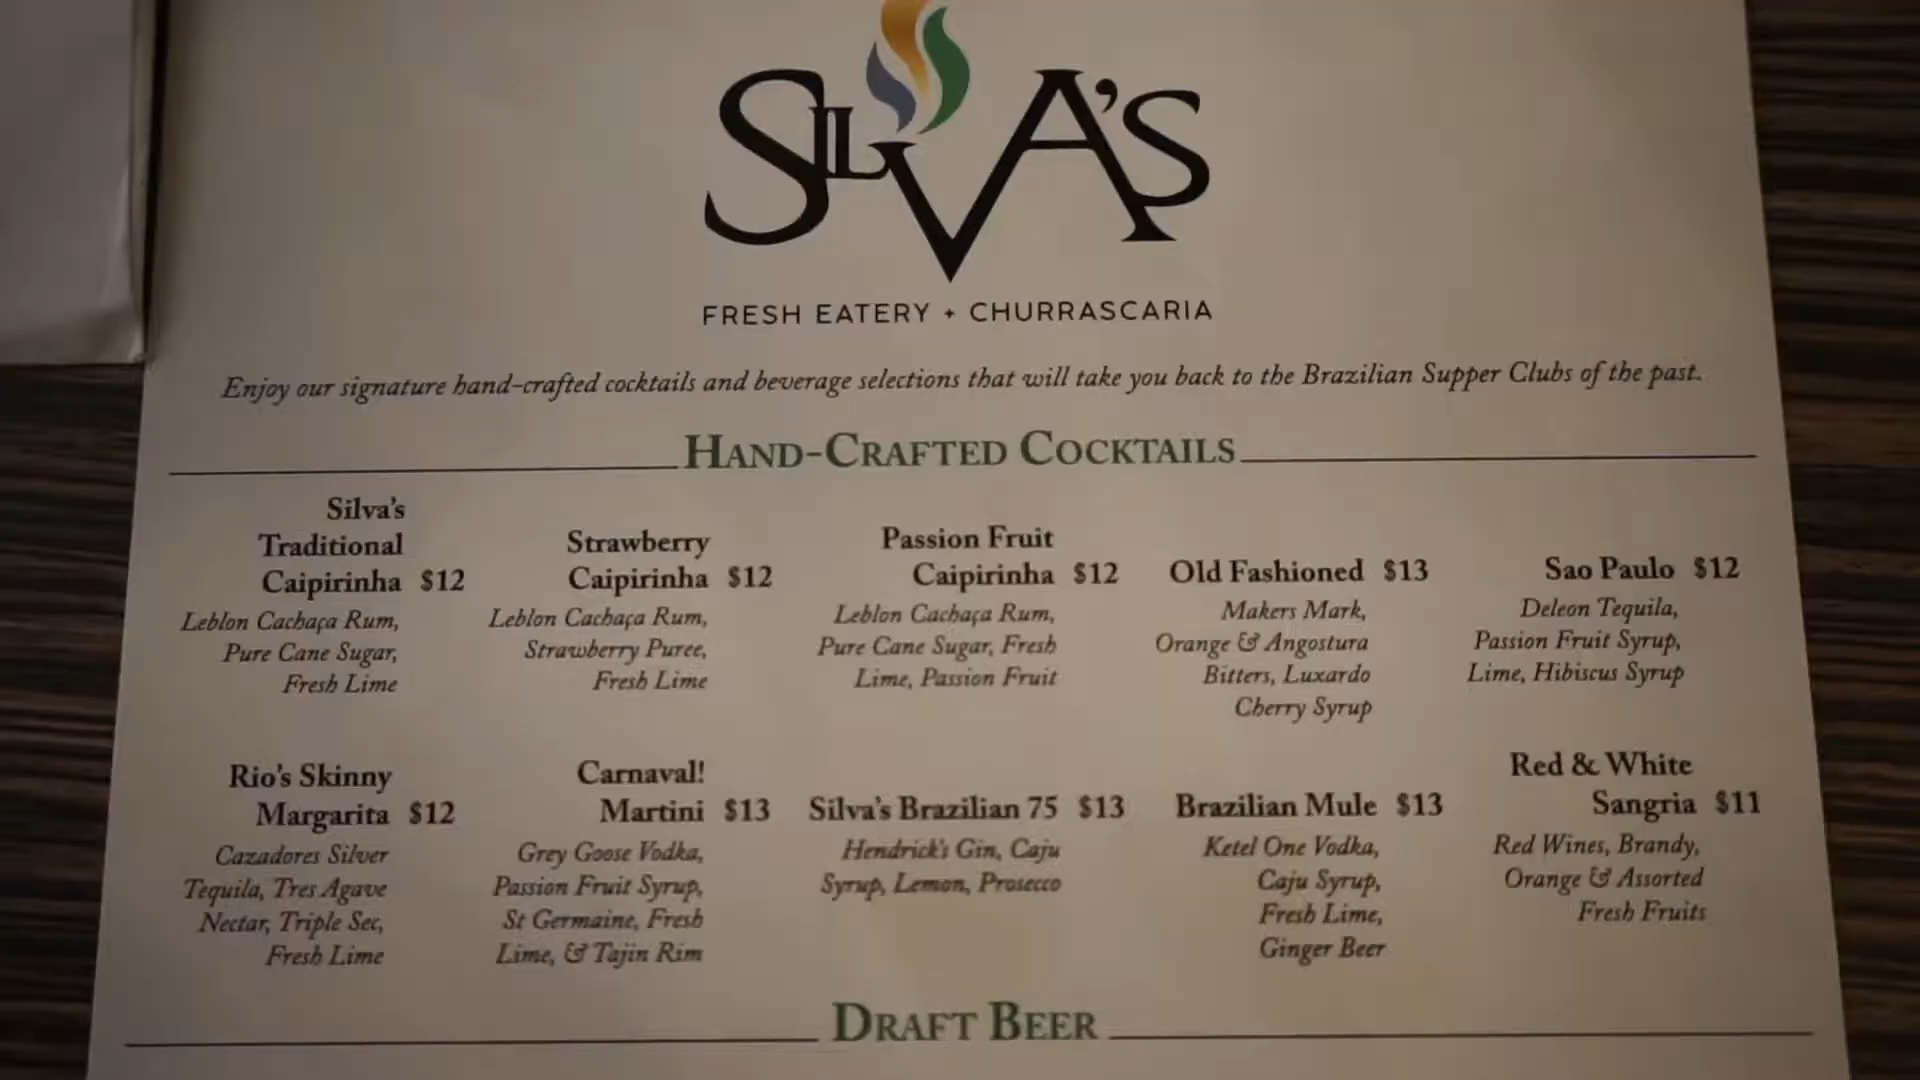 SILVA'S
FRESH EATERY + CHURRASCARIA
Enjoy our signature hand-crafted cocktails and beverage selections that will take you back to the Brazilian Supper Clubs of the past.
HAND-CRAFTED COCKTAILS
Silva's
Traditional
Caipirinha $12
Leblon Cachaça Rum,
Pure Cane Sugar,
Fresh Lime
Strawberry
Caipirinha $12
Leblon Cachaça Rum,
Strawberry Puree,
Fresh Lime
Passion Fruit
Caipirinha $12
Leblon Cachaça Rum,
Pure Cane Sugar, Fresh
Lime, Passion Fruit
Old Fashioned $13
Makers Mark,
Orange & Angostura
Bitters, Luxardo
Cherry Syrup
Sao Paulo $12
Deleon Tequila,
Passion Fruit Syrup,
Lime, Hibiscus Syrup
Rio's Skinny
Margarita $12
Cazadores Silver
Tequila, Tres Agave
Nectar, Triple Sec,
Fresh Lime
Carnaval!
Martini $13
Grey Goose Vodka,
Passion Fruit Syrup,
St Germaine, Fresh
Lime, & Tajin Rim
Silva's Brazilian 75 $13
Hendrick's Gin, Caju
Syrup, Lemon, Prosecco
Brazilian Mule $13
Ketel One Vodka,
Caju Syrup,
Fresh Lime,
Ginger Beer
Red & White
Sangria $11
Red Wines, Brandy,
Orange & Assorted
Fresh Fruits
DRAFT BEER